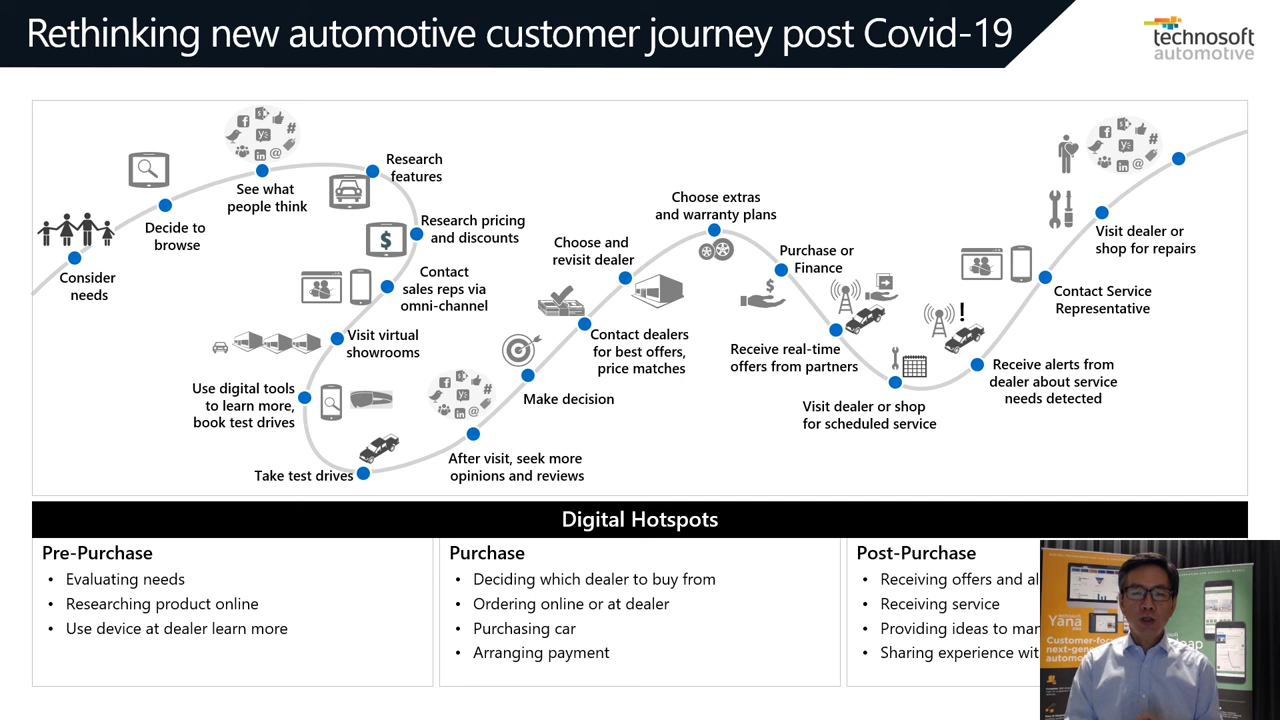 Rethinking new automotive customer journey post Covid-19
technosoft
automotive
Consider
needs
Decide to
browse
See what
people think
Research
features
Research pricing
and discounts
Contact
sales reps via
omni-channel
Visit virtual
showrooms
Use digital tools
to learn more,
book test drives
Take test drives
After visit, seek more
opinions and reviews
Make decision
Contact dealers
for best offers,
price matches
Choose and
revisit dealer
Choose extras
and warranty plans
Purchase or
Finance
Receive real-time
offers from partners
Visit dealer or shop
for scheduled service
Receive alerts from
dealer about service
needs detected
Contact Service
Representative
Visit dealer or
shop for repairs
Digital Hotspots
Pre-Purchase
• Evaluating needs
• Researching product online
• Use device at dealer learn more
Purchase
• Deciding which dealer to buy from
• Ordering online or at dealer
• Purchasing car
• Arranging payment
Post-Purchase
• Receiving offers and
• Receiving service
• Providing ideas to
• Sharing experience
Yana